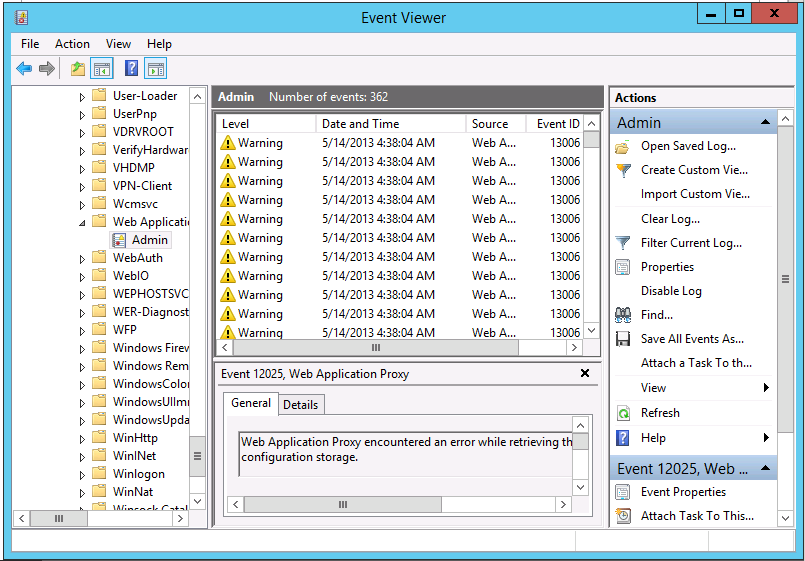 Event Viewer
File Action View Help
User-Loader
UserPnp
VDRVROOT
VerifyHardwar
VHDMP
VPN-Client
Wcmsvc
Web Applicatio
Admin
WebAuth
WebIO
WEPHOSTSVC
WER-Diagnost
WFP
Windows Firew
Windows Rem
WindowsColo
WindowsUIIm
WindowsUpda
WinHttp
WinINet
Winlogon
WinNat
Winsock Catal
Admin Number of events: 362
Level Date and Time Source Event ID
Warning 5/14/2013 4:38:04 AM Web A... 13006
Warning 5/14/2013 4:38:04 AM Web A... 13006
Warning 5/14/2013 4:38:04 AM Web A... 13006
Warning 5/14/2013 4:38:04 AM Web A... 13006
Warning 5/14/2013 4:38:04 AM Web A... 13006
Warning 5/14/2013 4:38:04 AM Web A... 13006
Warning 5/14/2013 4:38:04 AM Web A... 13006
Warning 5/14/2013 4:38:04 AM Web A... 13006
Warning 5/14/2013 4:38:04 AM Web A... 13006
Warning 5/14/2013 4:38:04 AM Web A... 13006
Warning 5/14/2013 4:38:04 AM Web A... 13006
Event 12025, Web Application Proxy
General Details
Web Application Proxy encountered an error while retrieving th
configuration storage.
Actions
Admin
Open Saved Log...
Create Custom Vie...
Import Custom Vie...
Clear Log...
Filter Current Log...
Properties
Disable Log
Find...
Save All Events As...
Attach a Task To th...
View
Refresh
Help
Event 12025, Web ...
Event Properties
Attach Task To This...